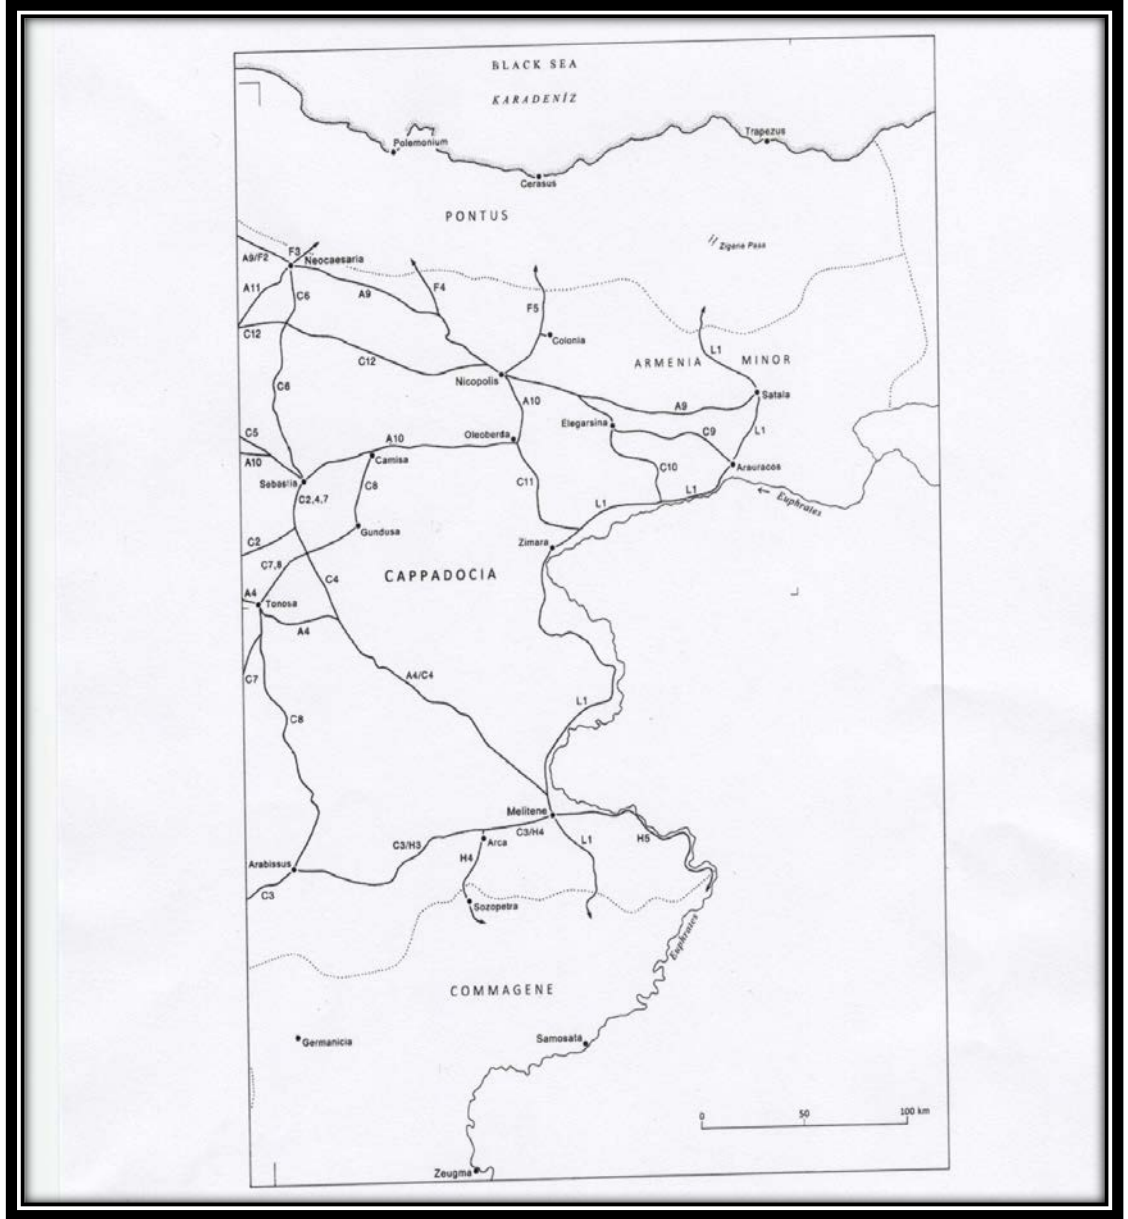 BLACK SEA
KARADENİZ
Trapezus
Polemonium
Cerasus
PONTUS
Zigana Pass
A9/F2
F3
Neocaesaria
A11
C6
A9
F4
F5
C12
C12
Colonia
L1
ARMENIA MINOR
Nicopolis
C6
A10
Satala
A9
Elegarsina
C5
A10
Oleoberda
C9
L1
A10
Camisa
Sebastia
C8
C11
C10
Arauracos
C2,4,7
L1
L1
Euphrates
Gundusa
C2
Zimara
C7,8
C4
CAPPADOCIA
A4
Tonosa
A4
C7
A4/C4
L1
C8
Melitene
C3/H4
C3/H3
Arca
L1
H5
Arabissus
H4
C3
Sozopetra
Euphrates
COMMAGENE
Germanicia
Samosata
0 50 100 km
Zeugma